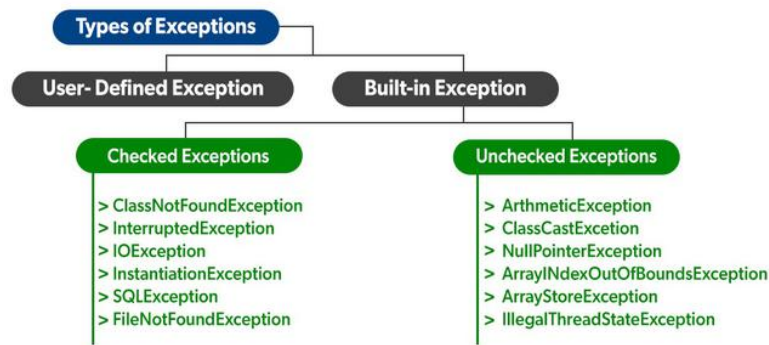 Types of Exceptions
User- Defined Exception
Built-in Exception
Checked Exceptions
> ClassNotFoundException
> InterruptedException
> IOException
> InstantiationException
> SQLException
> FileNotFoundException
Unchecked Exceptions
> ArthmeticException
> ClassCastExcetion
> NullPointerException
> ArrayINdexOutOfBoundsException
> ArrayStoreException
> IllegalThreadStateException